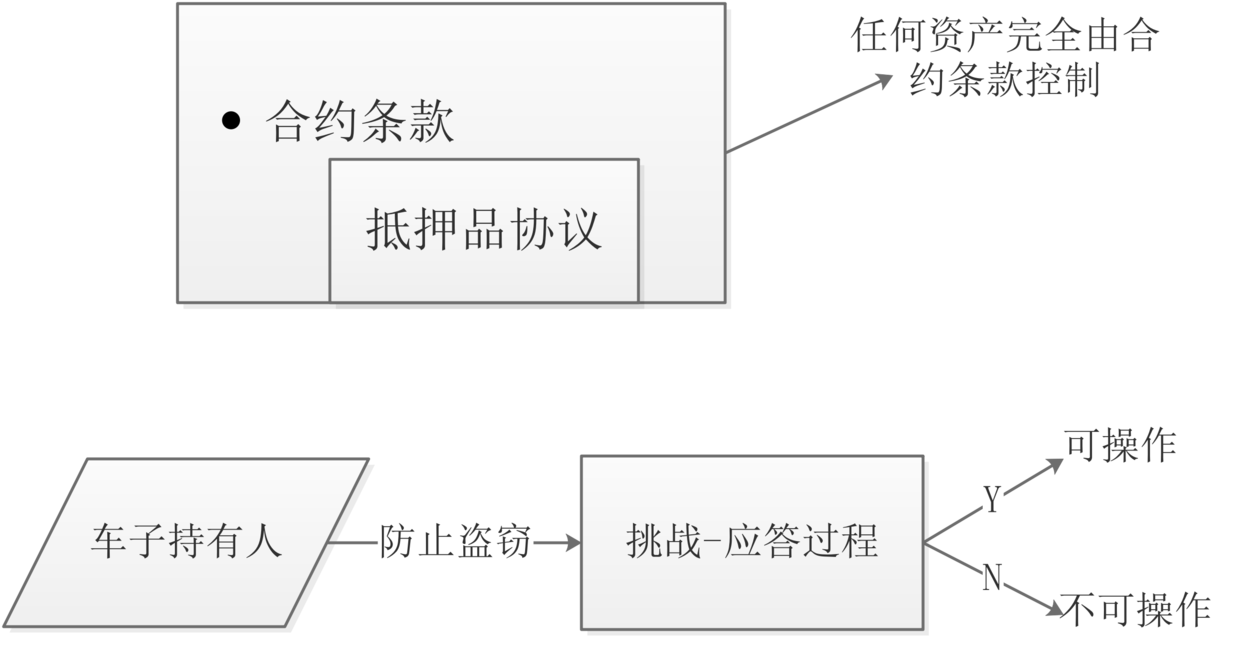 任何资产完全由合
约条款控制
● 合约条款
抵押品协议
可操作
Y
车子持有人
防止盗窃
挑战-应答过程
N
不可操作